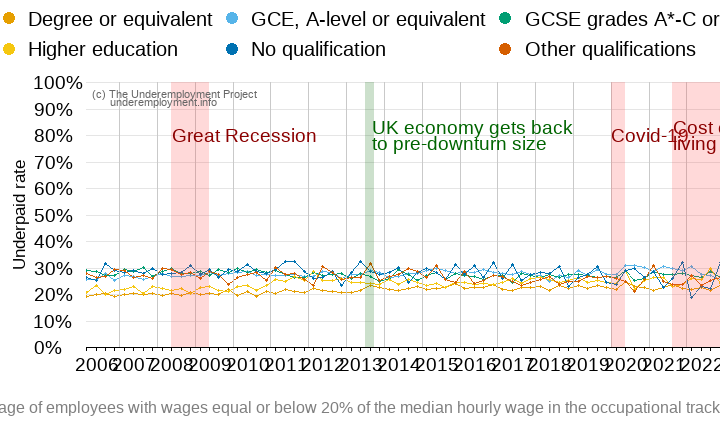 Degree or equivalent GCE, A-level or equivalent GCSE grades A*-C or
Higher education No qualification Other qualifications
100%
(c) The Underemployment Project
underemployment.info
90%
80%
Great Recession
UK economy gets back
to pre-downturn size
Covid-19
Cost
living
70%
60%
50%
40%
30%
20%
10%
0%
Underpaid rate
2006 2007 2008 2009 2010 2011 2012 2013 2014 2015 2016 2017 2018 2019 2020 2021 2022
age of employees with wages equal or below 20% of the median hourly wage in the occupational track